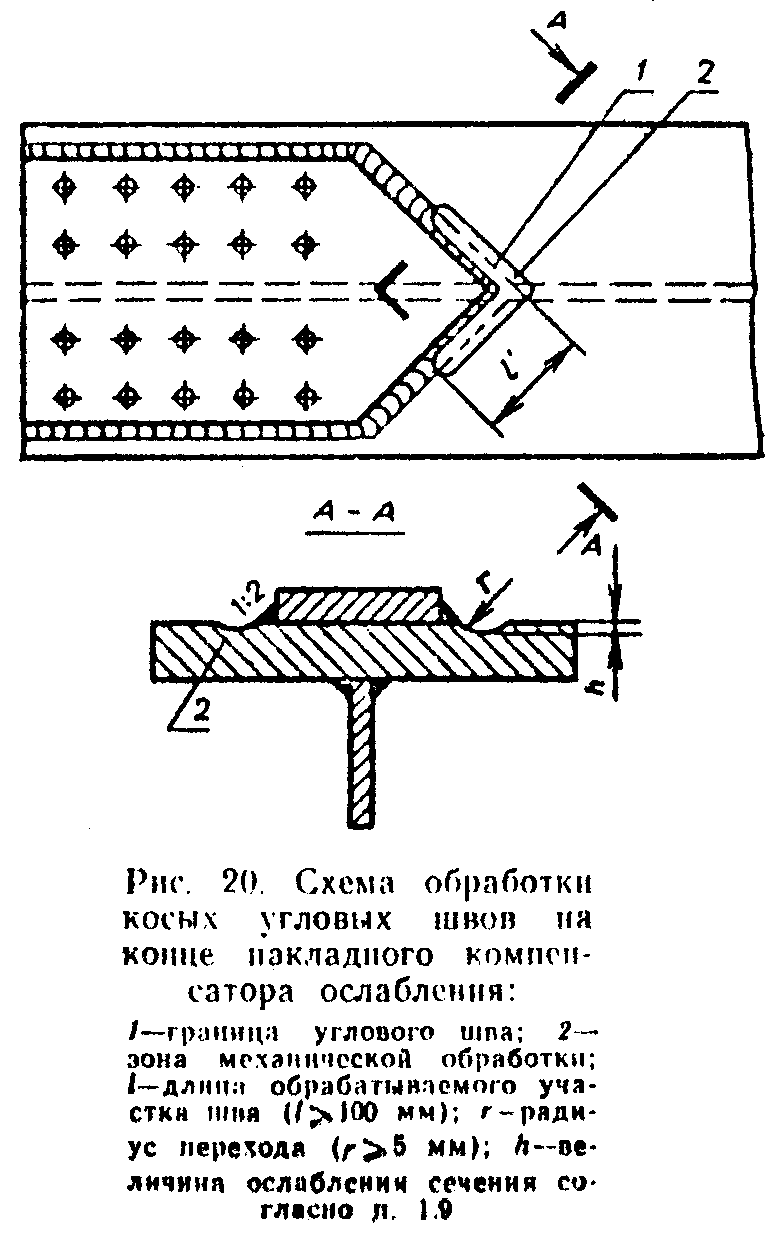 А
1 2
l'
А - А
А
1:2
r
h
2
Рис. 20. Схема обработки
косых угловых швов на
конце накладного компен-
сатора ослабления:
1—граница углового шва; 2—
зона механической обработки;
l—длина обрабатываемого уча-
стка шва (l⩾100 мм); r—ради-
ус перехода (r⩾5 мм); h—ве-
личина ослабления сечения со-
гласно п. 1.9